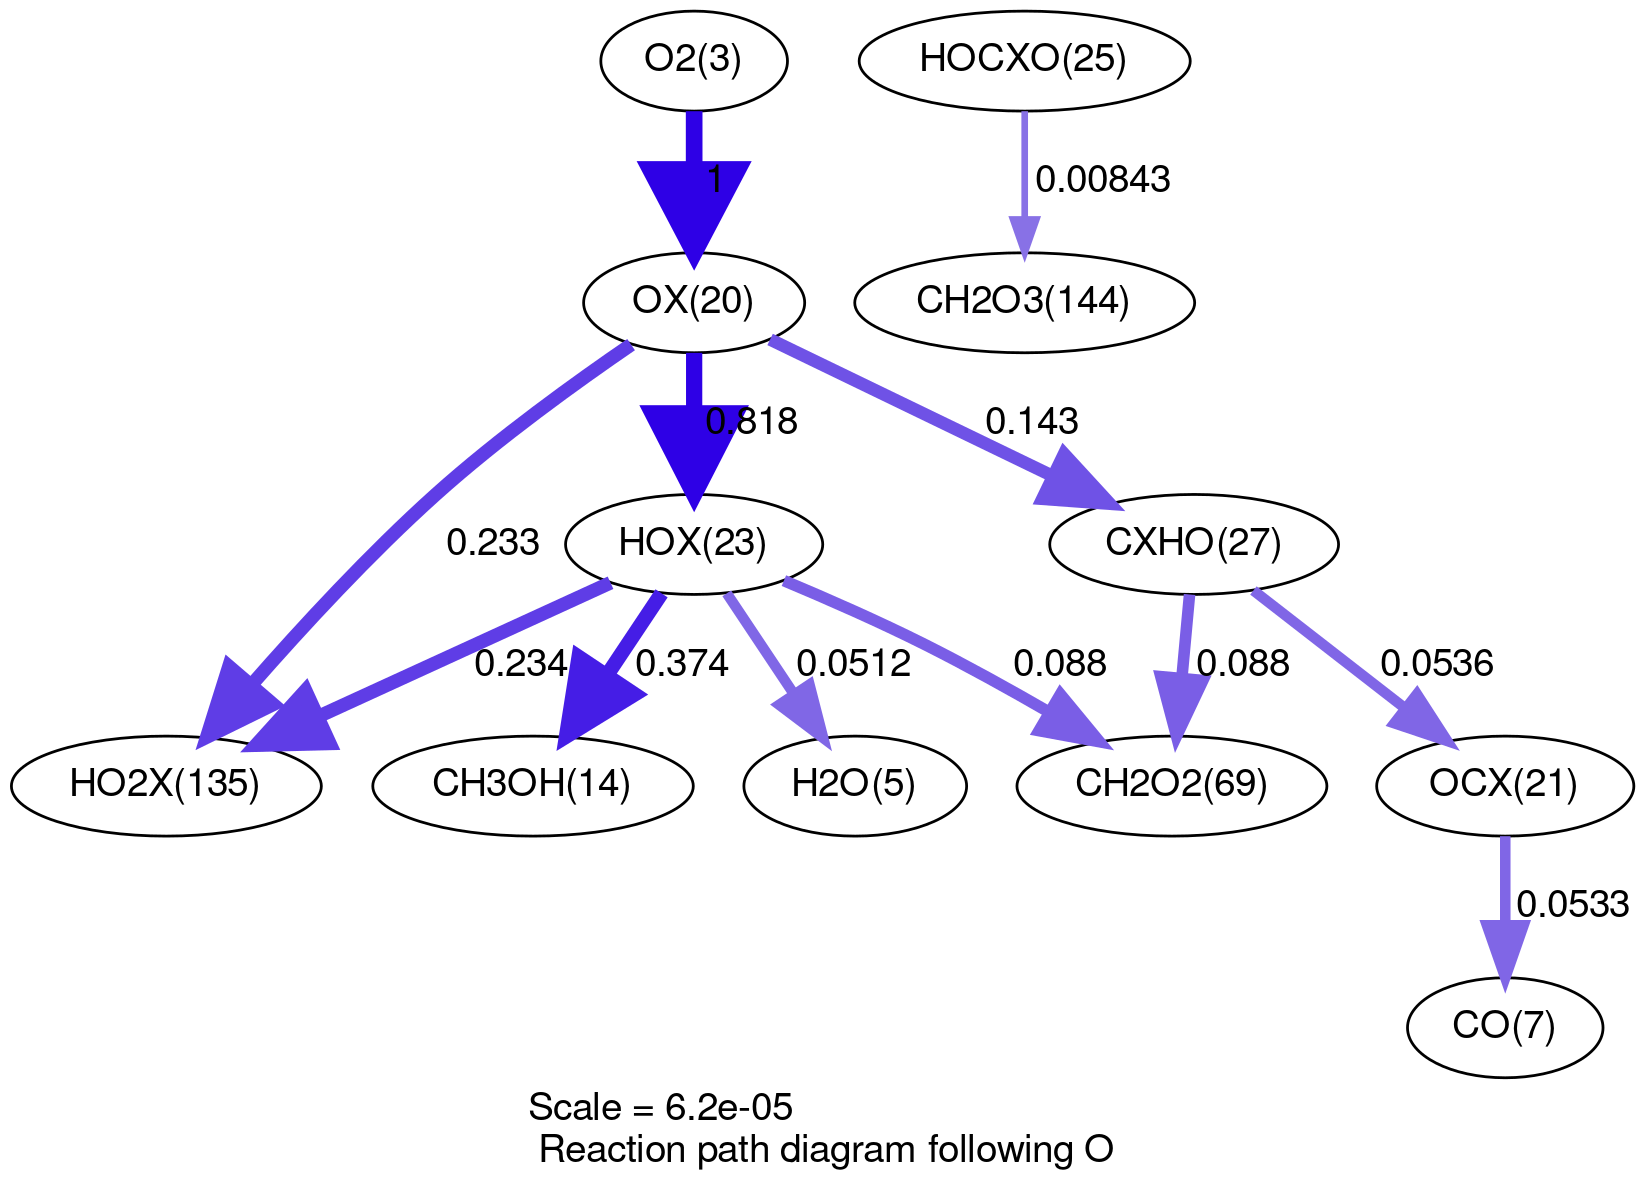 O2(3)
HOCXO(25)
1
0.00843
OX(20)
CH2O3(144)
0.818
0.143
0.233
HOX(23)
CXHO(27)
0.234
0.374
0.0512
0.088
0.088
0.0536
HO2X(135)
CH3OH(14)
H2O(5)
CH2O2(69)
OCX(21)
0.0533
CO(7)
Scale = 6.2e-05
Reaction path diagram following O